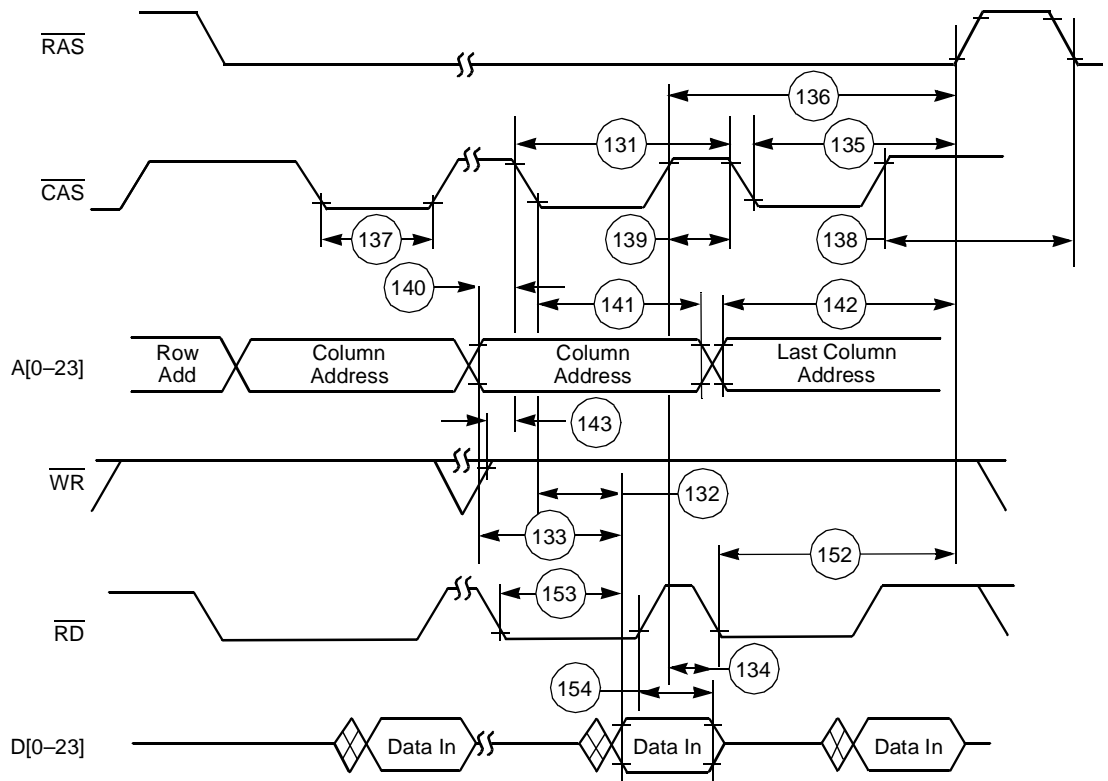 RAS
136
131
135
CAS
137
139
138
140
141
142
A[0–23]
Row
Add
Column
Address
Column
Address
Last Column
Address
143
WR
132
133
152
153
RD
134
154
D[0–23]
Data In
Data In
Data In